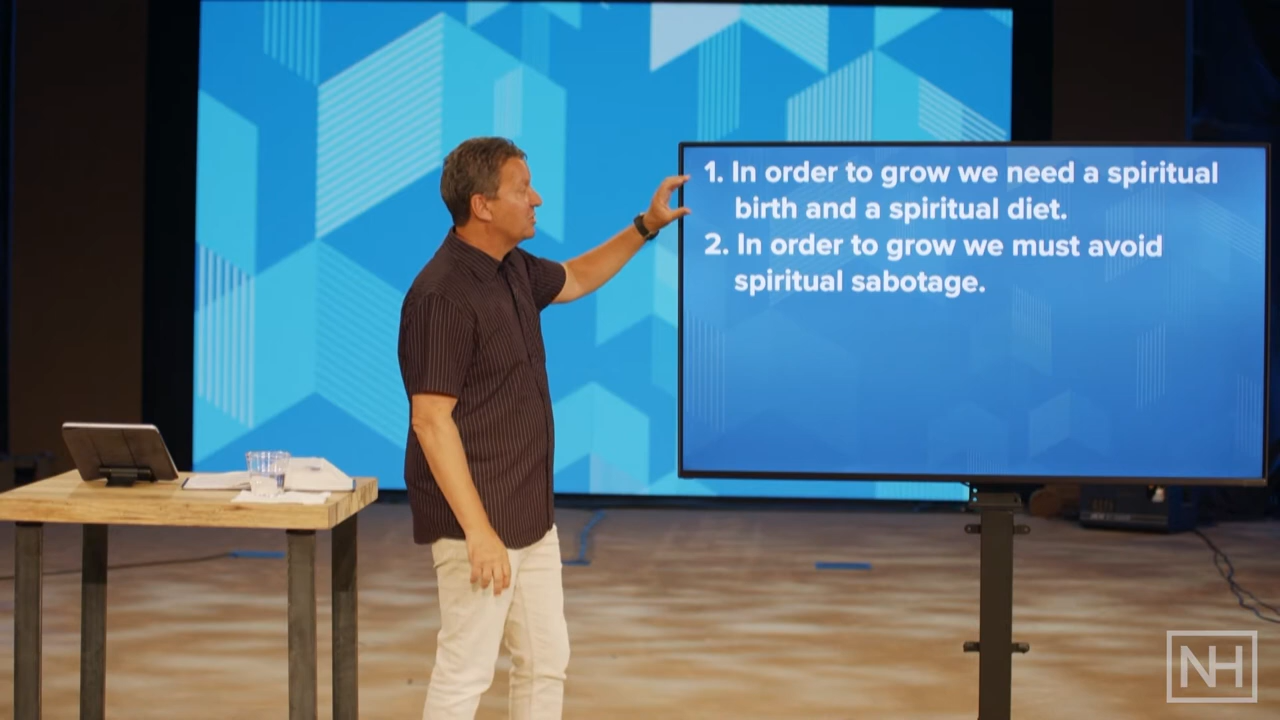 1. In order to grow we need a spiritual
birth and a spiritual diet.
2. In order to grow we must avoid
spiritual sabotage.
NH